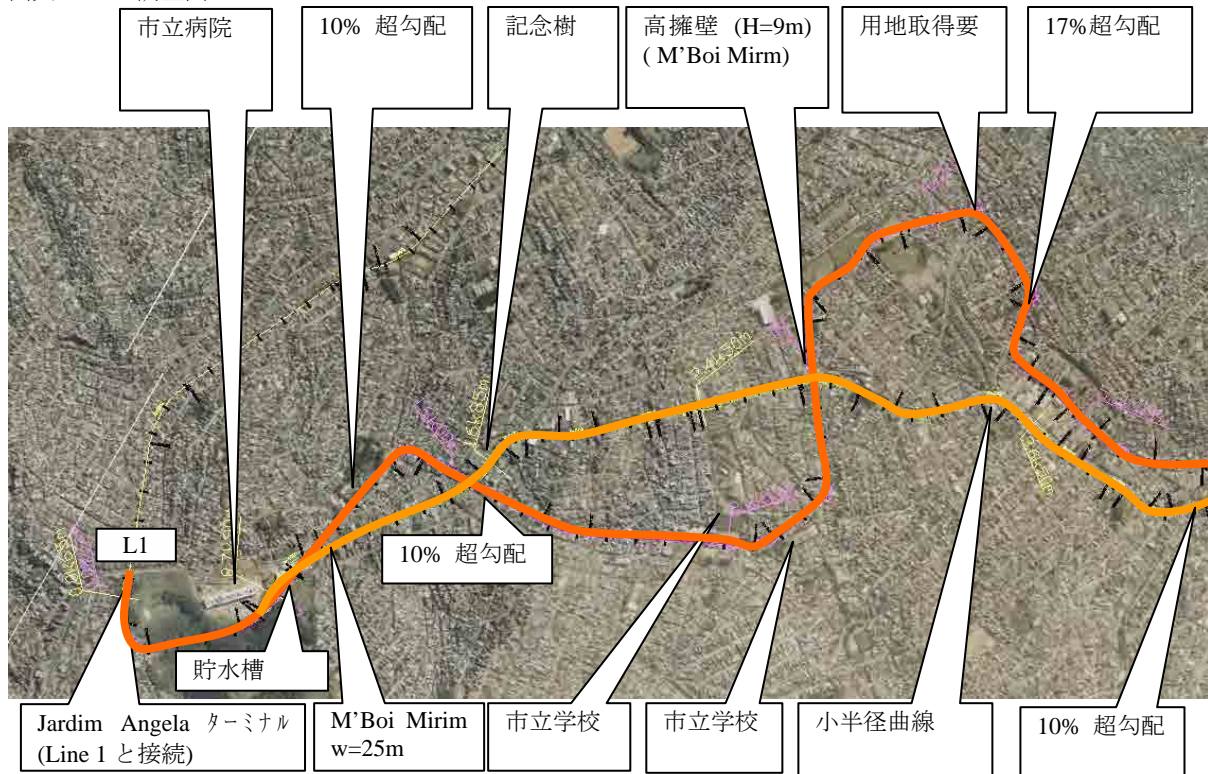 市立病院
10% 超勾配
記念樹
高擁壁 (H=9m)
( M’Boi Mirm)
用地取得要
17%超勾配
L1
10% 超勾配
貯水槽
Jardim Angela ターミナル
(Line 1 と接続)
M’Boi Mirim
w=25m
市立学校
市立学校
小半径曲線
10% 超勾配